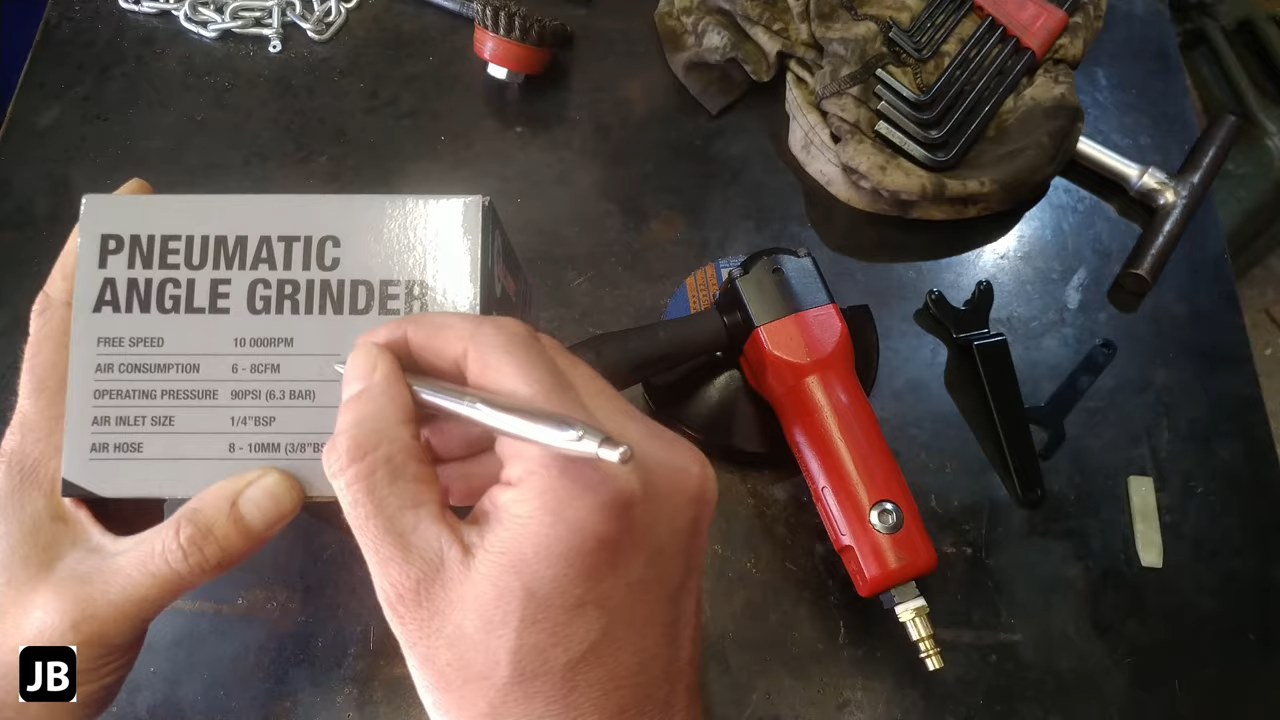 PNEUMATIC
ANGLE GRINDER
FREE SPEED 10 000RPM
AIR CONSUMPTION 6 - 8CFM
OPERATING PRESSURE 90PSI (6.3 BAR)
AIR INLET SIZE 1/4"BSP
AIR HOSE 8 - 10MM (3/8"BS
JB